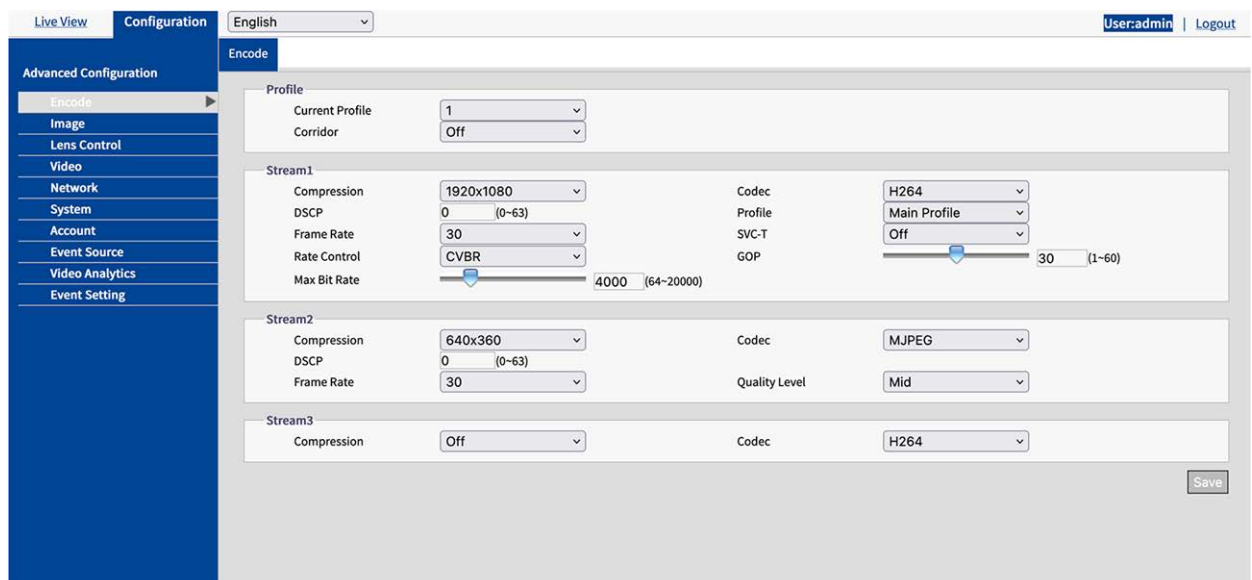 Live View Configuration English User:admin | Logout
Encode
Advanced Configuration
Encode
Image
Lens Control
Video
Network
System
Account
Event Source
Video Analytics
Event Setting
Profile
Current Profile 1
Corridor Off
Stream1
Compression 1920x1080 Codec H264
DSCP 0 (0~63) Profile Main Profile
Frame Rate 30 SVC-T Off
Rate Control CVBR GOP 30 (1~60)
Max Bit Rate 4000 (64~20000)
Stream2
Compression 640x360 Codec MJPEG
DSCP 0 (0~63)
Frame Rate 30 Quality Level Mid
Stream3
Compression Off Codec H264
Save